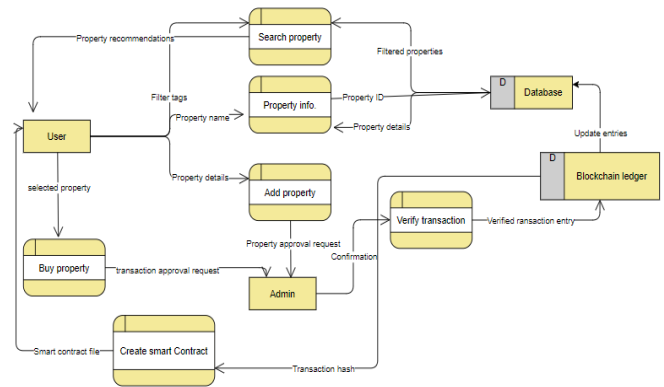 Property recommendations
Search property
Filtered properties
Filter tags
Property info.
Property ID
D
Database
Property name
Property details
User
Update entries
D
Blockchain ledger
Property details
Add property
selected property
Verify transaction
Verified ransaction entry
Property approval request
Confirmation
Buy property
transaction approval request
Admin
Smart contract file
Create smart Contract
Transaction hash